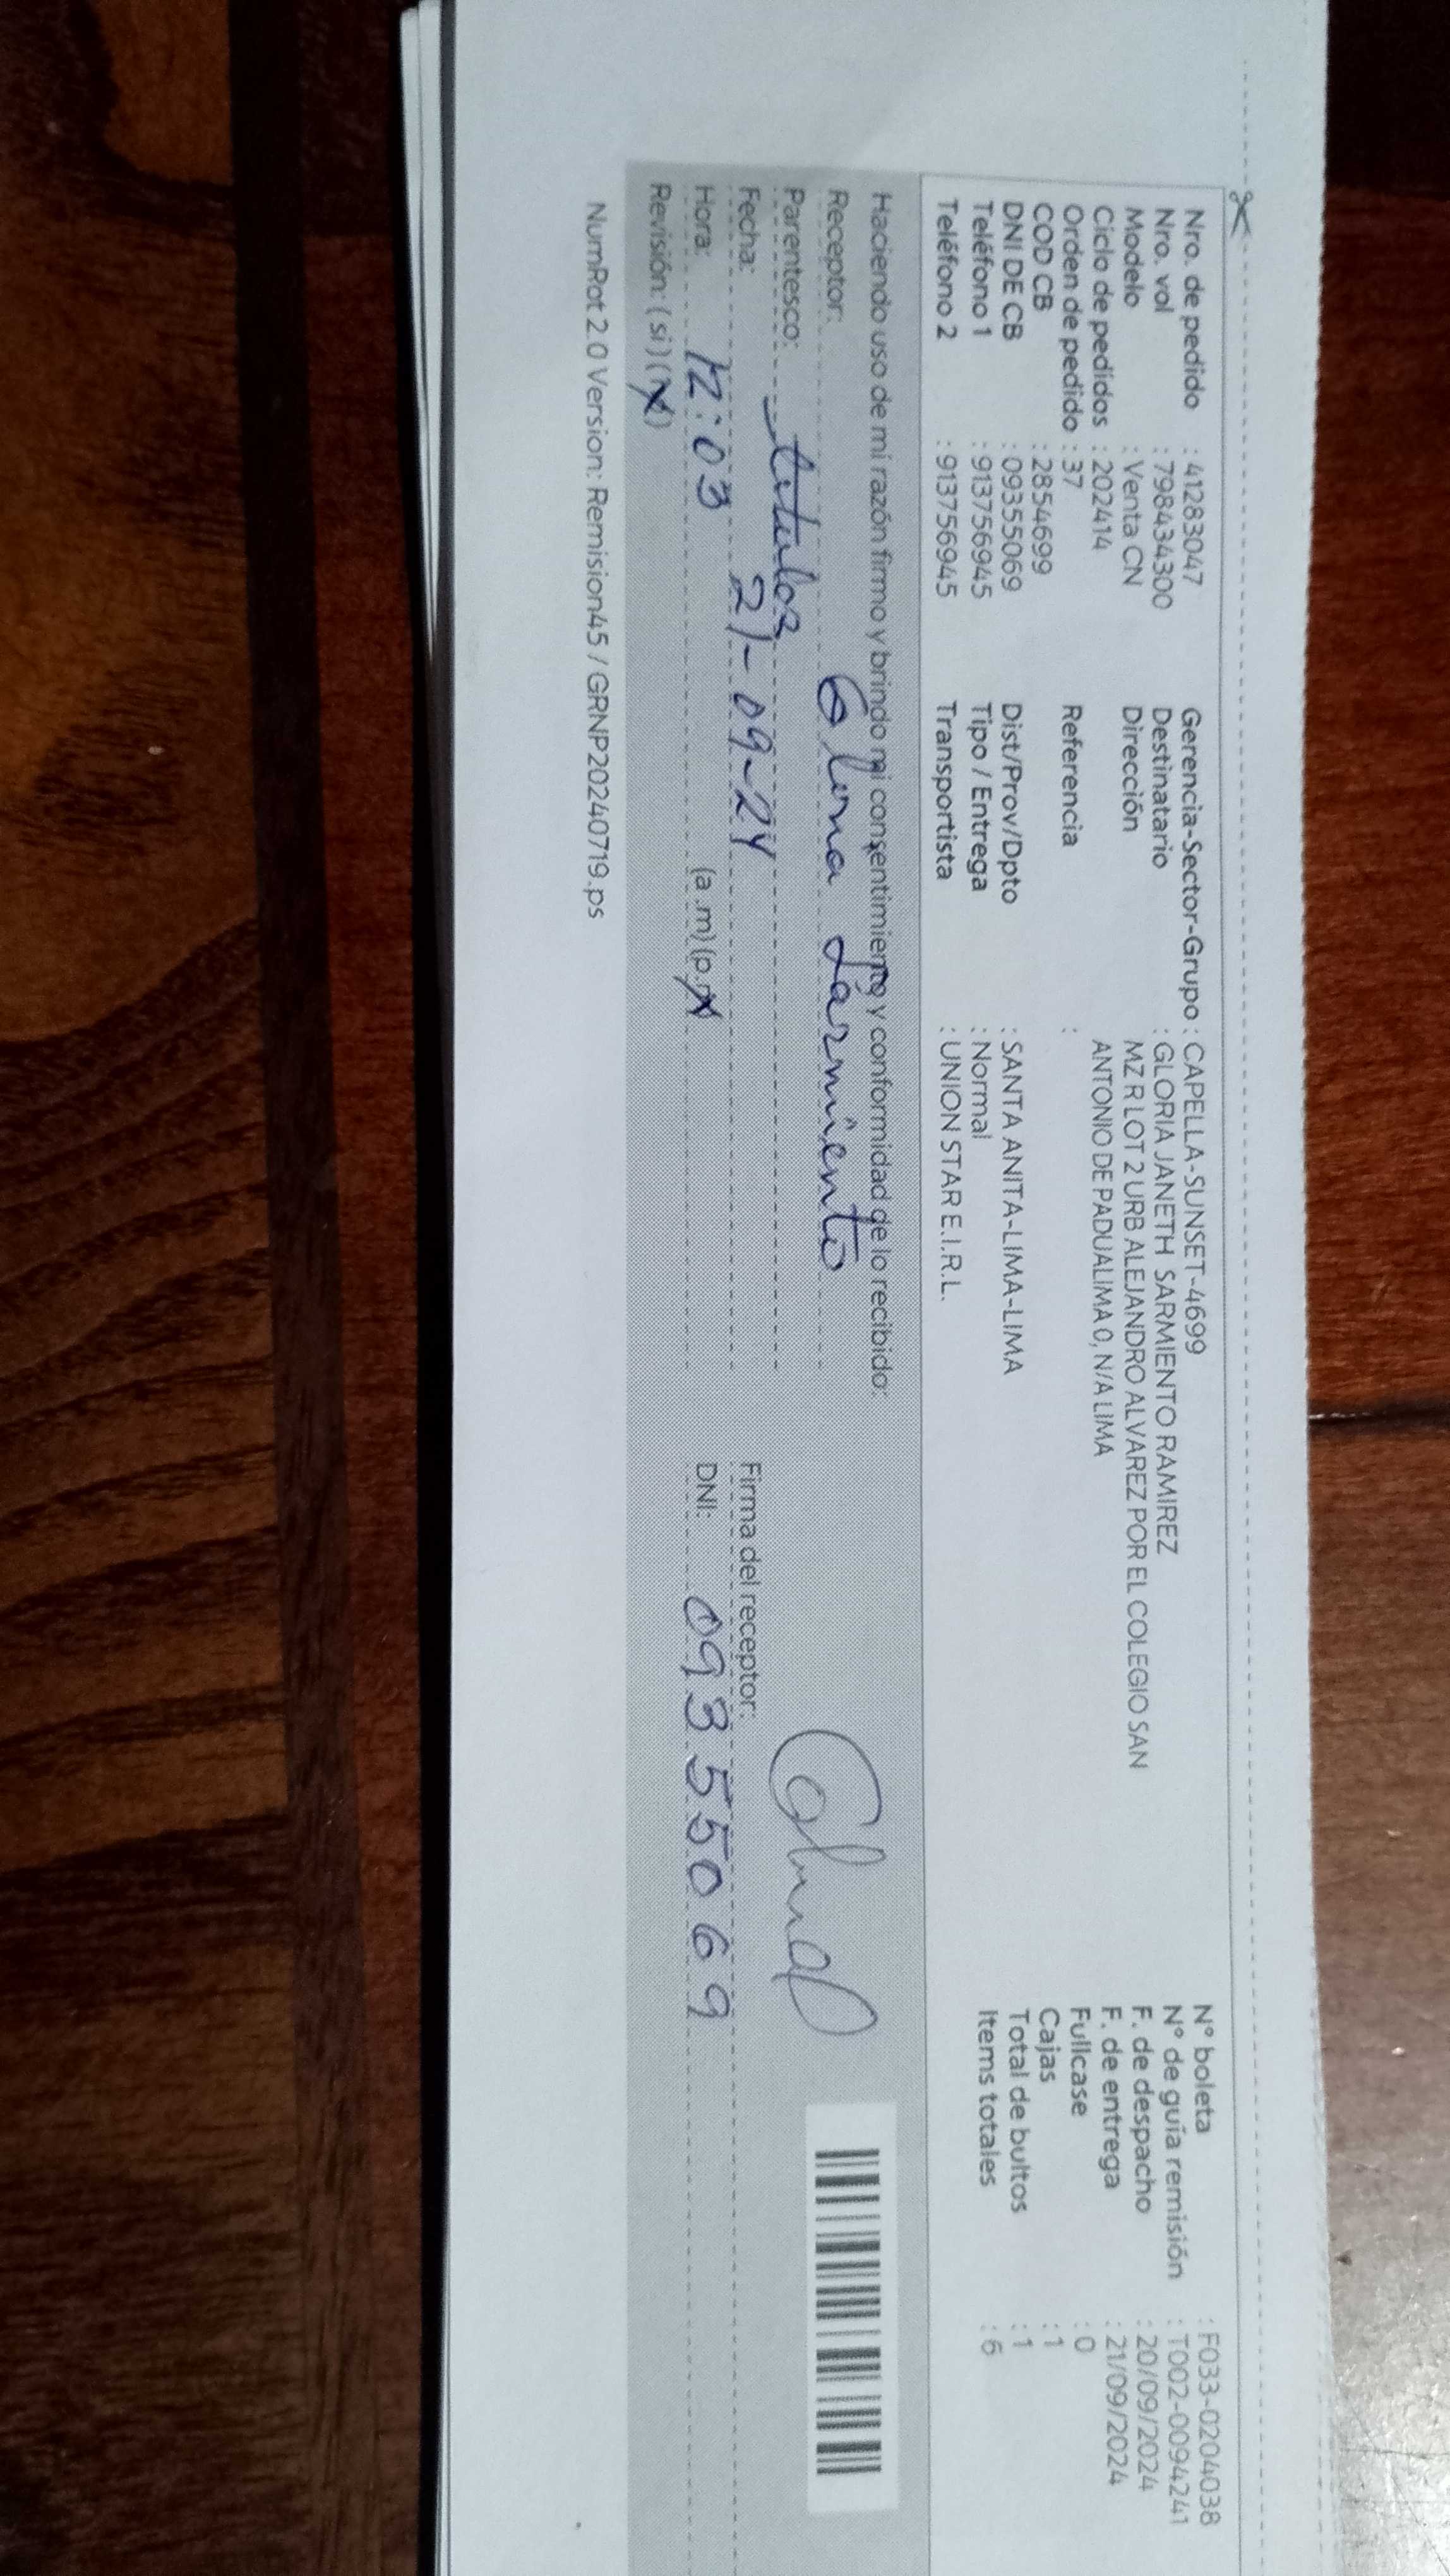 Nro. de pedido : 41283047
Nro. vol : 798434300
Modelo : Venta CN
Ciclo de pedidos : 202414
Orden de pedido : 37
COD CB : 2854699
DNI DE CB : 09355069
Teléfono 1 : 913756945
Teléfono 2 : 913756945
Gerencia-Sector-Grupo : CAPELLA-SUNSET-4699
Destinatario : GLORIA JANETH SARMIENTO RAMIREZ
Dirección MZ R LOT 2 URB ALEJANDRO ALVAREZ POR EL COLEGIO SAN
ANTONIO DE PADUALIMA 0, N/A LIMA
Referencia :
Dist/Prov/Dpto : SANTA ANITA-LIMA-LIMA
Tipo / Entrega : Normal
Transportista : UNION STAR E.I.R.L.
N° boleta : F033-0204038
N° de guía remisión : T002-0094241
F. de despacho : 20/09/2024
F. de entrega : 21/09/2024
Fullcase : 0
Cajas : 1
Total de bultos : 1
Items totales : 6
Haciendo uso de mi razón firmo y brindo mi consentimiento y conformidad de lo recibido:
Receptor: Sarmiento
Parentesco:
Fecha: 21-09-24
Hora: 12:03 (a.m) (p.m)
Revisión: (si) ( )
Firma del receptor:
DNI: 09355069
NumRot 2.0 Version: Remision45 / GRNP20240719.ps